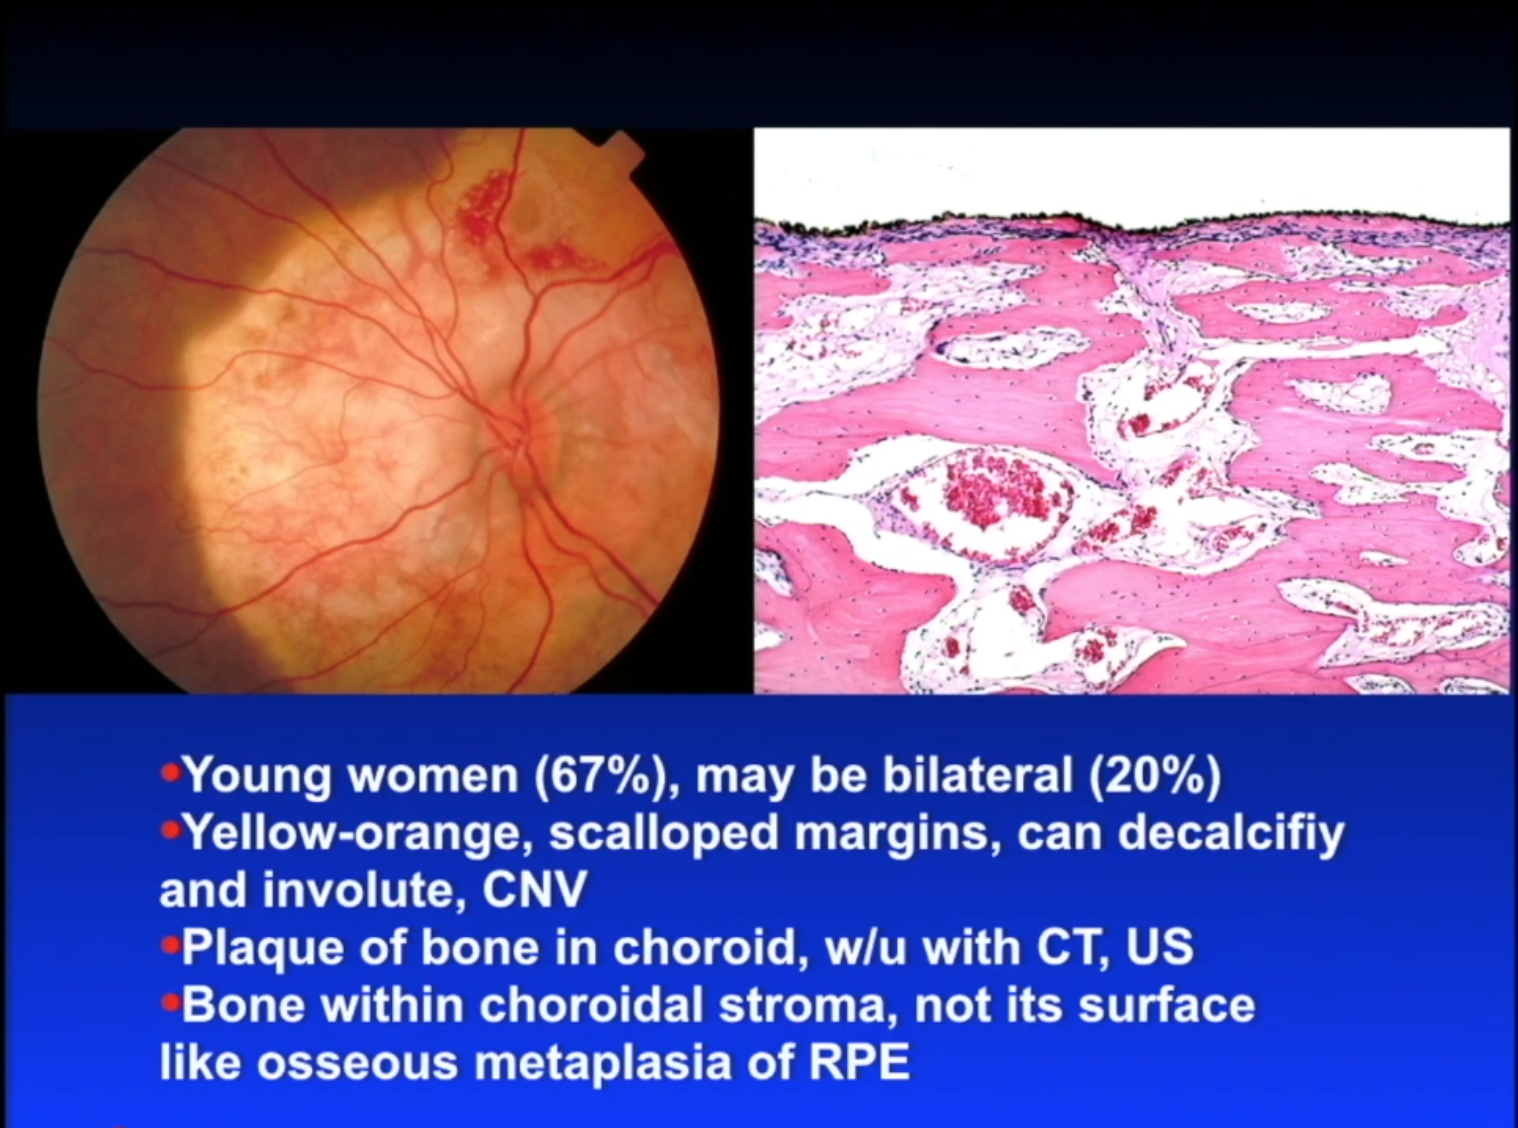 •Young women (67%), may be bilateral (20%)
•Yellow-orange, scalloped margins, can decalcifiy
and involute, CNV
•Plaque of bone in choroid, w/u with CT, US
•Bone within choroidal stroma, not its surface
like osseous metaplasia of RPE